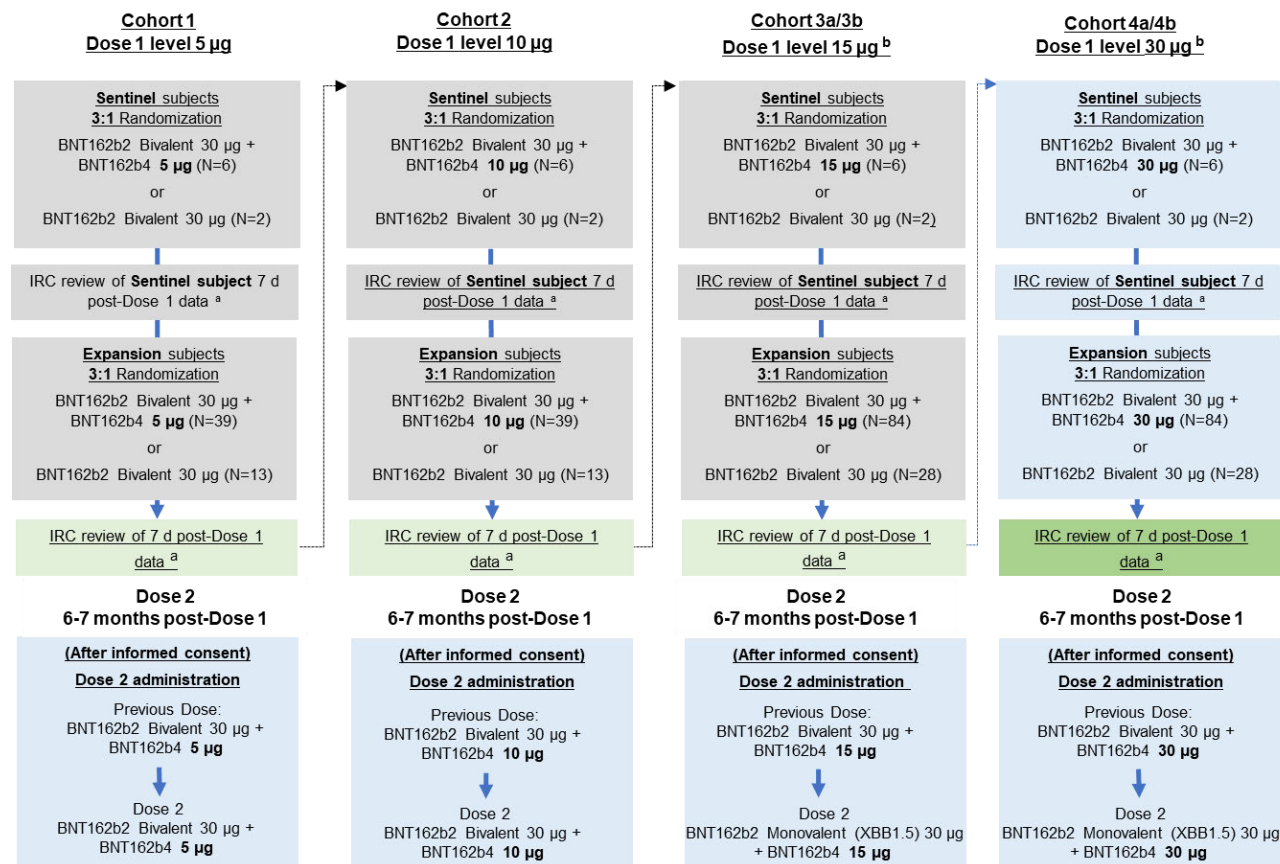 Cohort 1
Dose 1 level 5 µg
Sentinel subjects
3:1 Randomization
BNT162b2 Bivalent 30 µg +
BNT162b4 5 µg (N=6)
or
BNT162b2 Bivalent 30 µg (N=2)
IRC review of Sentinel subject 7 d
post-Dose 1 data a
Expansion subjects
3:1 Randomization
BNT162b2 Bivalent 30 µg +
BNT162b4 5 µg (N=39)
or
BNT162b2 Bivalent 30 µg (N=13)
IRC review of 7 d post-Dose 1
data a
Dose 2
6-7 months post-Dose 1
(After informed consent)
Dose 2 administration
Previous Dose:
BNT162b2 Bivalent 30 µg +
BNT162b4 5 µg
Dose 2
BNT162b2 Bivalent 30 µg +
BNT162b4 5 µg
Cohort 2
Dose 1 level 10 µg
Sentinel subjects
3:1 Randomization
BNT162b2 Bivalent 30 µg +
BNT162b4 10 µg (N=6)
or
BNT162b2 Bivalent 30 µg (N=2)
IRC review of Sentinel subject 7 d
post-Dose 1 data a
Expansion subjects
3:1 Randomization
BNT162b2 Bivalent 30 µg +
BNT162b4 10 µg (N=39)
or
BNT162b2 Bivalent 30 µg (N=13)
IRC review of 7 d post-Dose 1
data a
Dose 2
6-7 months post-Dose 1
(After informed consent)
Dose 2 administration
Previous Dose:
BNT162b2 Bivalent 30 µg +
BNT162b4 10 µg
Dose 2
BNT162b2 Bivalent 30 µg +
BNT162b4 10 µg
Cohort 3a/3b
Dose 1 level 15 µg b
Sentinel subjects
3:1 Randomization
BNT162b2 Bivalent 30 µg +
BNT162b4 15 µg (N=6)
or
BNT162b2 Bivalent 30 µg (N=2)
IRC review of Sentinel subject 7 d
post-Dose 1 data a
Expansion subjects
3:1 Randomization
BNT162b2 Bivalent 30 µg +
BNT162b4 15 µg (N=84)
or
BNT162b2 Bivalent 30 µg (N=28)
IRC review of 7 d post-Dose 1
data a
Dose 2
6-7 months post-Dose 1
(After informed consent)
Dose 2 administration
Previous Dose:
BNT162b2 Bivalent 30 µg +
BNT162b4 15 µg
Dose 2
BNT162b2 Monovalent (XBB1.5) 30 µg
+ BNT162b4 15 µg
Cohort 4a/4b
Dose 1 level 30 µg b
Sentinel subjects
3:1 Randomization
BNT162b2 Bivalent 30 µg +
BNT162b4 30 µg (N=6)
or
BNT162b2 Bivalent 30 µg (N=2)
IRC review of Sentinel subject 7 d
post-Dose 1 data a
Expansion subjects
3:1 Randomization
BNT162b2 Bivalent 30 µg +
BNT162b4 30 µg (N=84)
or
BNT162b2 Bivalent 30 µg (N=28)
IRC review of 7 d post-Dose 1
data a
Dose 2
6-7 months post-Dose 1
(After informed consent)
Dose 2 administration
Previous Dose:
BNT162b2 Bivalent 30 µg +
BNT162b4 30 µg
Dose 2
BNT162b2 Monovalent (XBB1.5) 30 µg
+ BNT162b4 30 µg